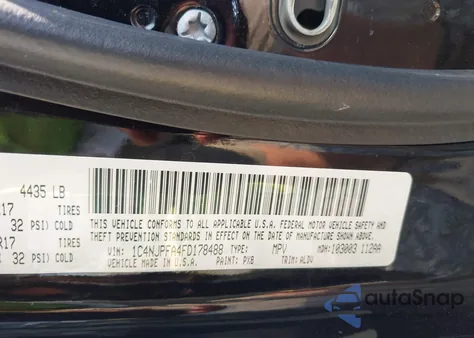 4435 LB
R17 TIRES
32 PSI) COLD
R17 TIRES
32 PSI) COLD
THIS VEHICLE CONFORMS TO ALL APPLICABLE U.S.A. FEDERAL MOTOR VEHICLE SAFETY AND
THEFT PREVENTION STANDARDS IN EFFECT ON THE DATE OF MANUFACTURE SHOWN ABOVE.
VIN: 1C4NJPFA4FD178488 TYPE: MPV MDH: 103003 112AA
VEHICLE MADE IN U.S.A. PAINT: PX8 TRIM: ALDV
autoSnap